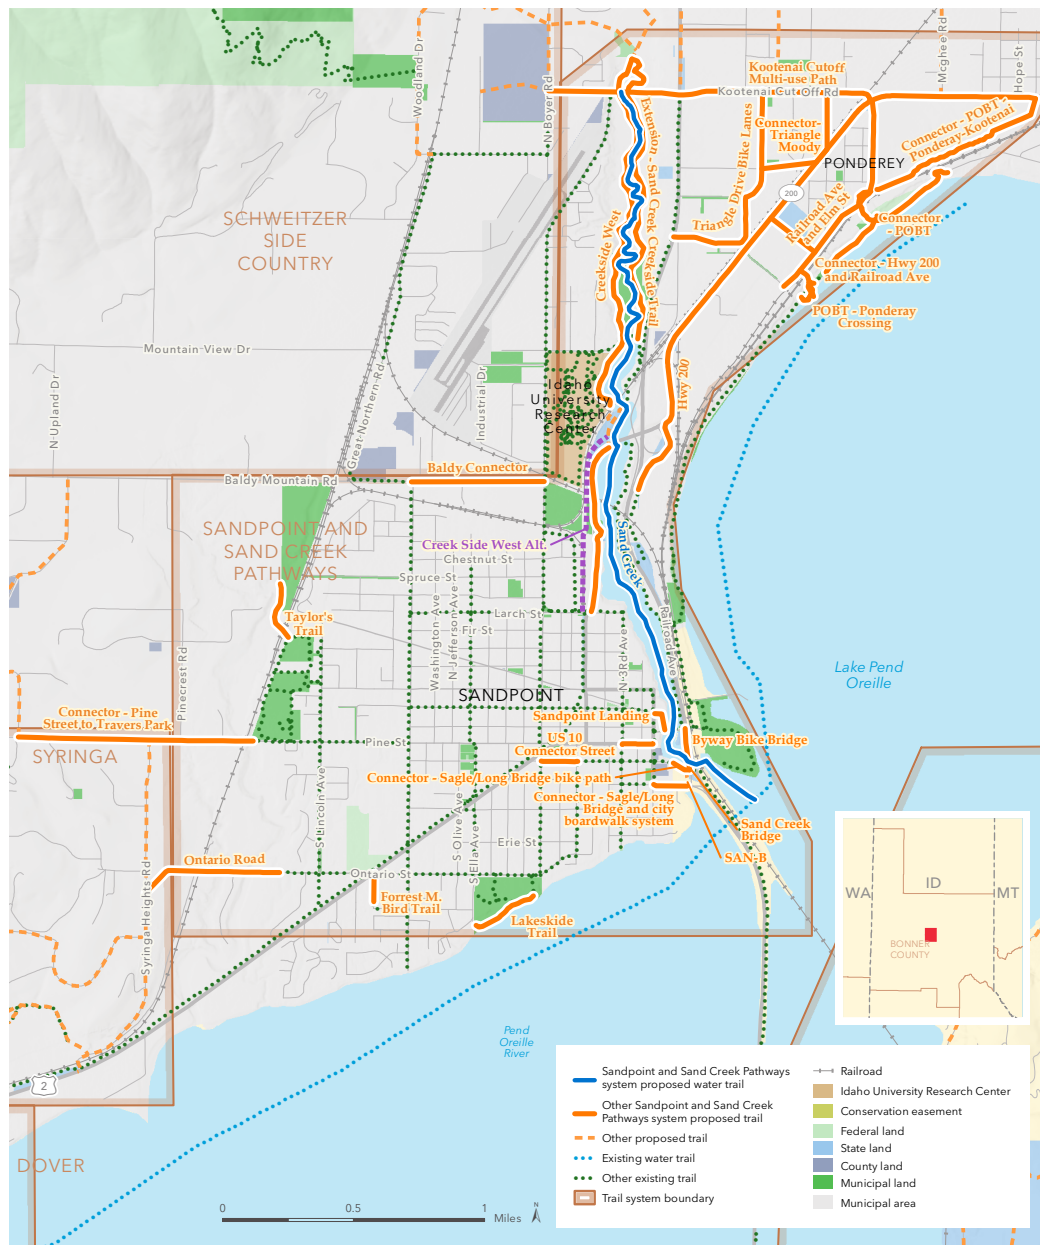 Woodland Dr
N Boyer Rd
Mcghee Rd
Hope St
Kootenai Cutoff
Multi-use Path
Kootenai Cut Off Rd
Connector - POBT -
Ponderay-Kootenai
Connector-
Triangle
Moody
PONDEREY
Extension - Sand Creek Creekside Trail
Triangle Drive Bike Lanes
200
Railroad Ave
and Elm St
Connector
- POBT
SCHWEITZER
SIDE
COUNTRY
Creekside West
Connector - Hwy 200
and Railroad Ave
POBT - Ponderay
Crossing
Mountain View Dr
N Upland Dr
Great Northern Rd
Industrial Dr
Idaho
University
Research
Center
Hwy 200
Baldy Connector
Baldy Mountain Rd
SANDPOINT AND
SAND CREEK
PATHWAYS
Creek Side West Alt.
Sand Creek
Chestnut St
Spruce St
Washington Ave
N Jefferson Ave
Larch St
Fir St
Taylor's
Trail
N 3Rd Ave
Railroad Ave
Pinecrest Rd
Lake Pend
Oreille
SANDPOINT
Connector - Pine
Street to Travers Park
Sandpoint Landing
SYRINGA
Pine St
US 10
Connector Street
Byway Bike Bridge
Connector - Sagle/Long Bridge bike path
Connector - Sagle/Long
Bridge and city
boardwalk system
S Lincoln Ave
S Olive Ave
S Ella Ave
Erie St
Sand Creek
Bridge
SAN-B
Ontario Road
Ontario St
Forrest M.
Bird Trail
Lakeside
Trail
Syringa Heights Rd
WA
ID
MT
BONNER
COUNTY
Pend
Oreille
River
2
DOVER
Sandpoint and Sand Creek Pathways
system proposed water trail
Other Sandpoint and Sand Creek
Pathways system proposed trail
Other proposed trail
Existing water trail
Other existing trail
Trail system boundary
Railroad
Idaho University Research Center
Conservation easement
Federal land
State land
County land
Municipal land
Municipal area
0
0.5
1
Miles
N